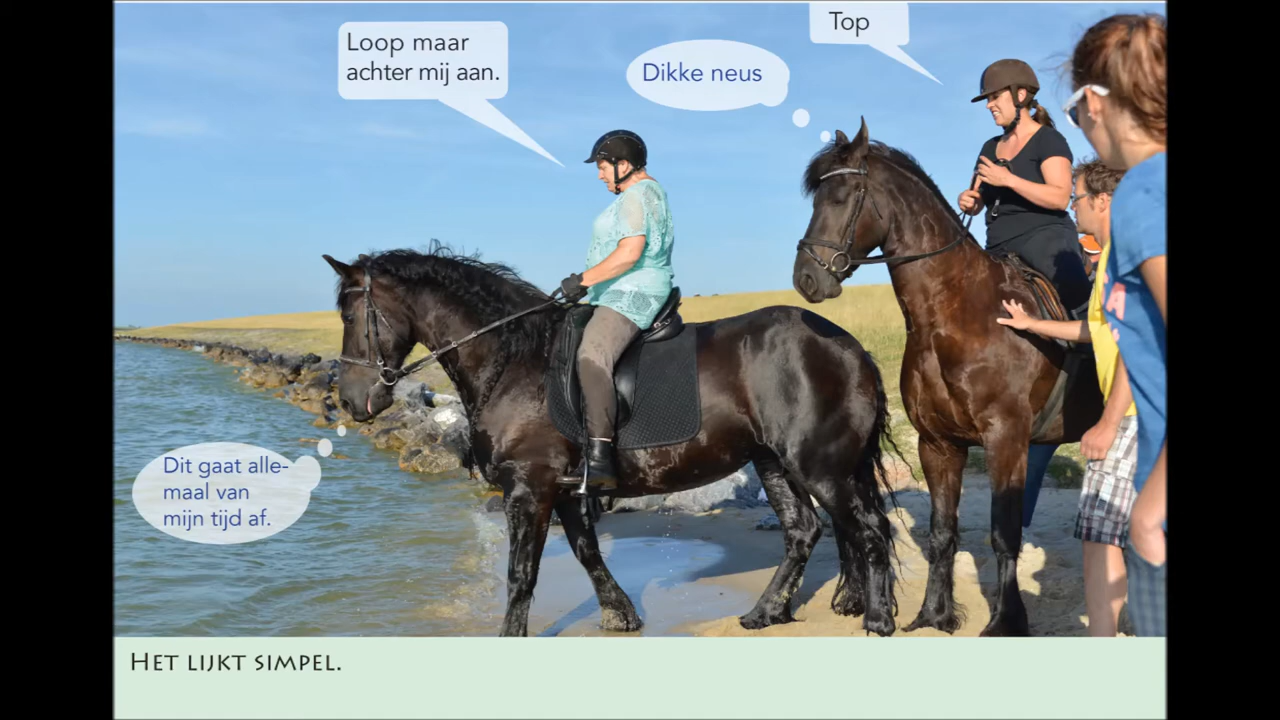 Loop maar
achter mij aan.
Dikke neus
Top
Dit gaat alle-
maal van
mijn tijd af.
HET LIJKT SIMPEL.